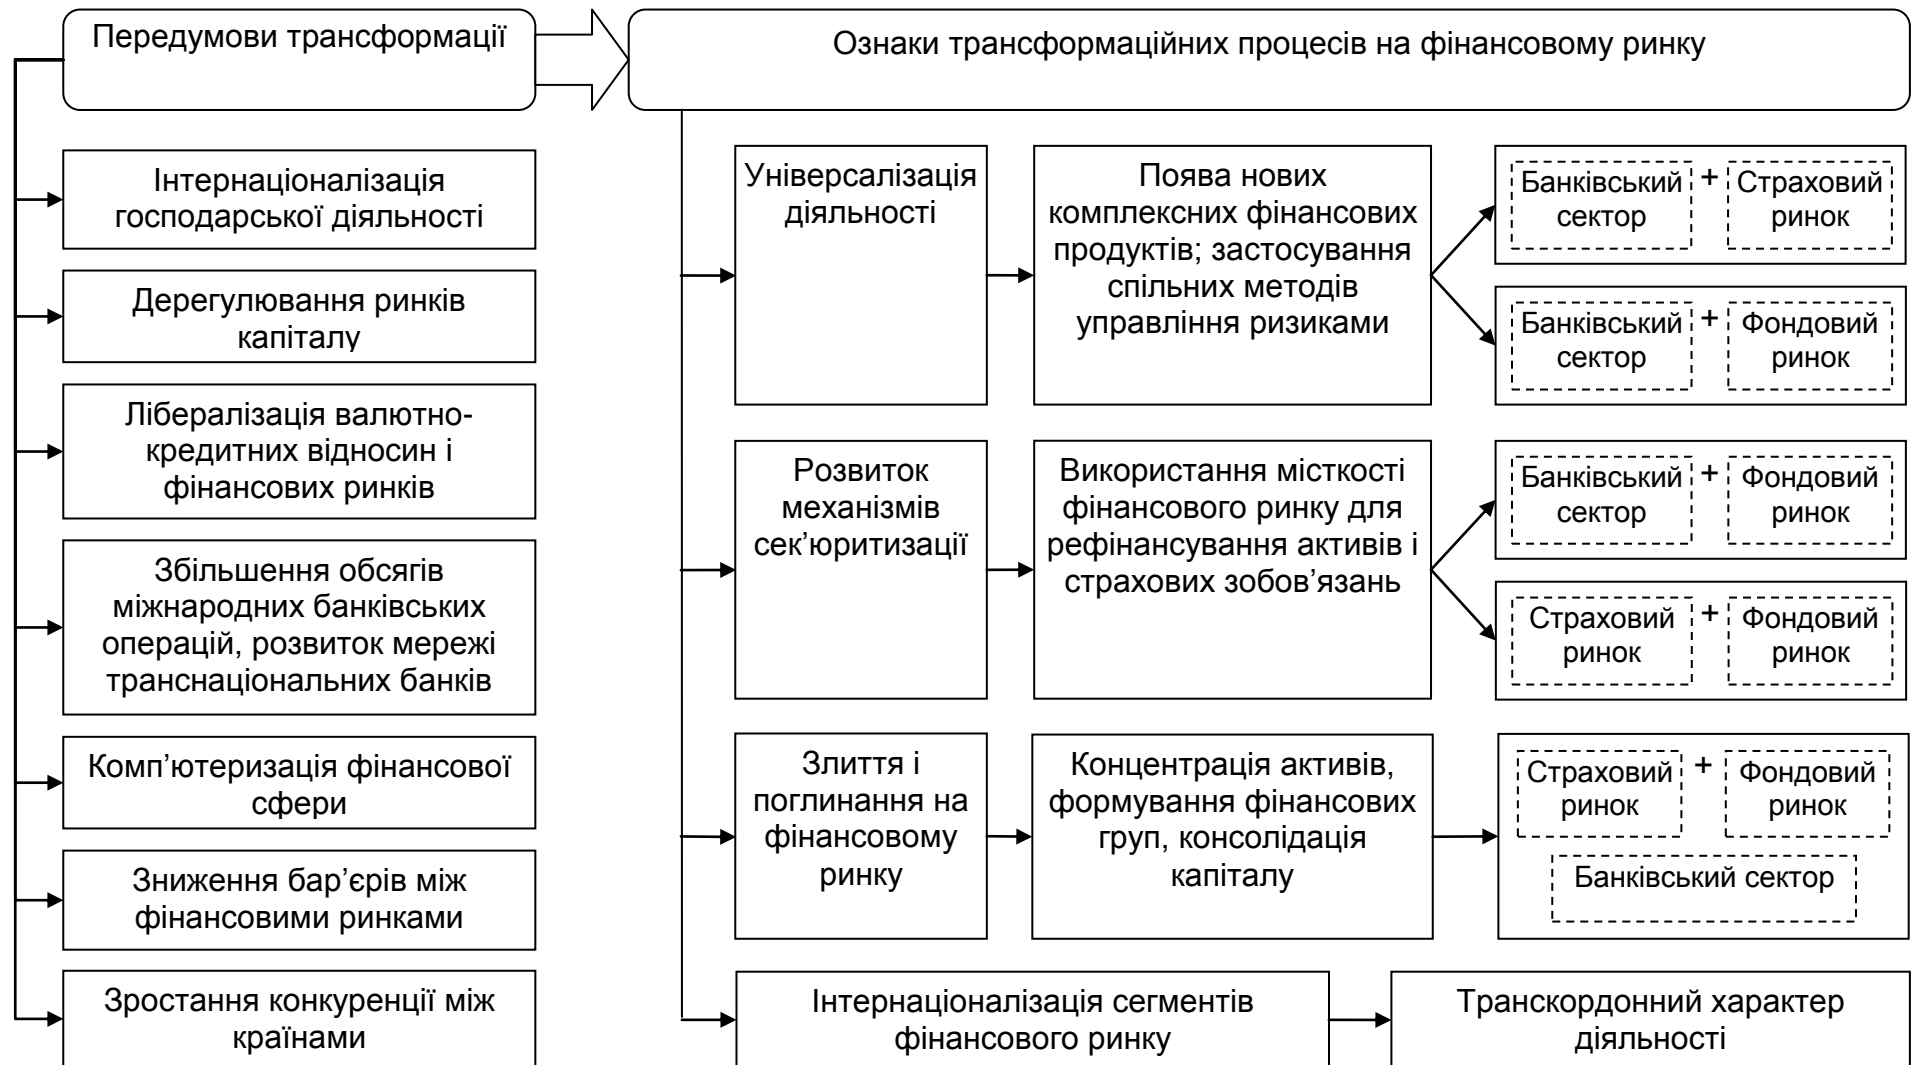 Передумови трансформації
Ознаки трансформаційних процесів на фінансовому ринку
Інтернаціоналізація
господарської діяльності
Дерегулювання ринків
капіталу
Лібералізація валютно-
кредитних відносин і
фінансових ринків
Збільшення обсягів
міжнародних банківських
операцій, розвиток мережі
транснаціональних банків
Комп’ютеризація фінансової
сфери
Зниження бар’єрів між
фінансовими ринками
Зростання конкуренції між
країнами
Універсалізація
діяльності
Поява нових
комплексних фінансових
продуктів; застосування
спільних методів
управління ризиками
Банківський
сектор
+
Страховий
ринок
Банківський
сектор
+
Фондовий
ринок
Розвиток
механізмів
сек’юритизації
Використання місткості
фінансового ринку для
рефінансування активів і
страхових зобов’язань
Банківський
сектор
+
Фондовий
ринок
Страховий
ринок
+
Фондовий
ринок
Злиття і
поглинання на
фінансовому
ринку
Концентрація активів,
формування фінансових
груп, консолідація
капіталу
Страховий
ринок
+
Фондовий
ринок
Банківський сектор
Інтернаціоналізація сегментів
фінансового ринку
Транскордонний характер
діяльності